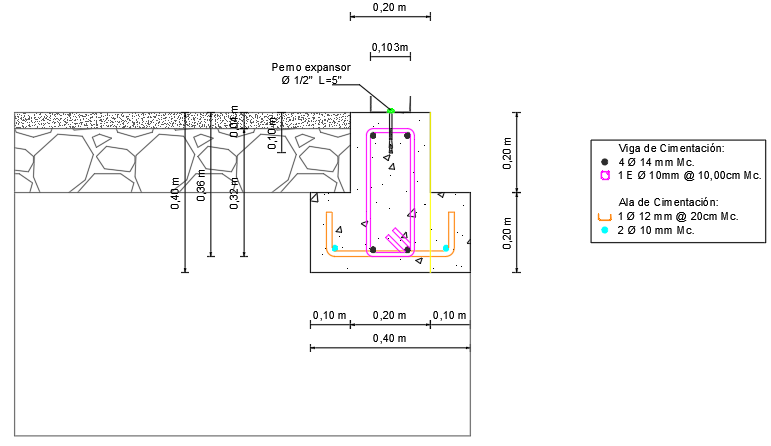 0,20 m
0,103m
Perno expansor
Ø 1/2" L=5"
0,04 m
0,10 m
0,20 m
0,40 m
0,36 m
0,32 m
0,20 m
0,10 m
0,20 m
0,10 m
0,40 m
Viga de Cimentación:
4 Ø 14 mm Mc.
1 E Ø 10mm @ 10,00cm Mc.
Ala de Cimentación:
1 Ø 12 mm @ 20cm Mc.
2 Ø 10 mm Mc.